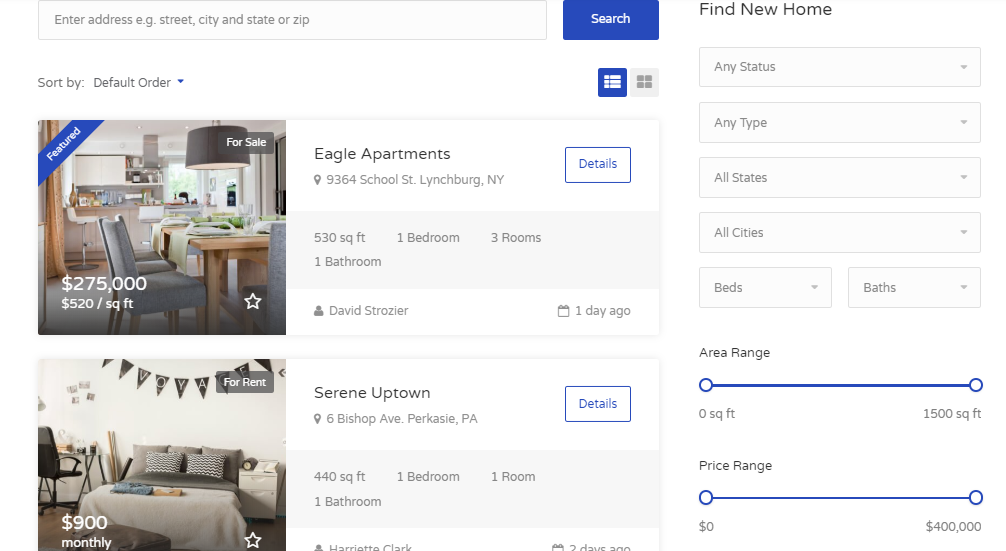 Enter address e.g. street, city and state or zip
Search
Sort by: Default Order
Featured
For Sale
$275,000
$520 / sq ft
Eagle Apartments
9364 School St. Lynchburg, NY
Details
530 sq ft 1 Bedroom 3 Rooms
1 Bathroom
David Strozier 1 day ago
VOYA
For Rent
$900
monthly
Serene Uptown
6 Bishop Ave. Perkasie, PA
Details
440 sq ft 1 Bedroom 1 Room
1 Bathroom
Harriette Clark 2 days ago
Find New Home
Any Status
Any Type
All States
All Cities
Beds Baths
Area Range
0 sq ft 1500 sq ft
Price Range
$0 $400,000